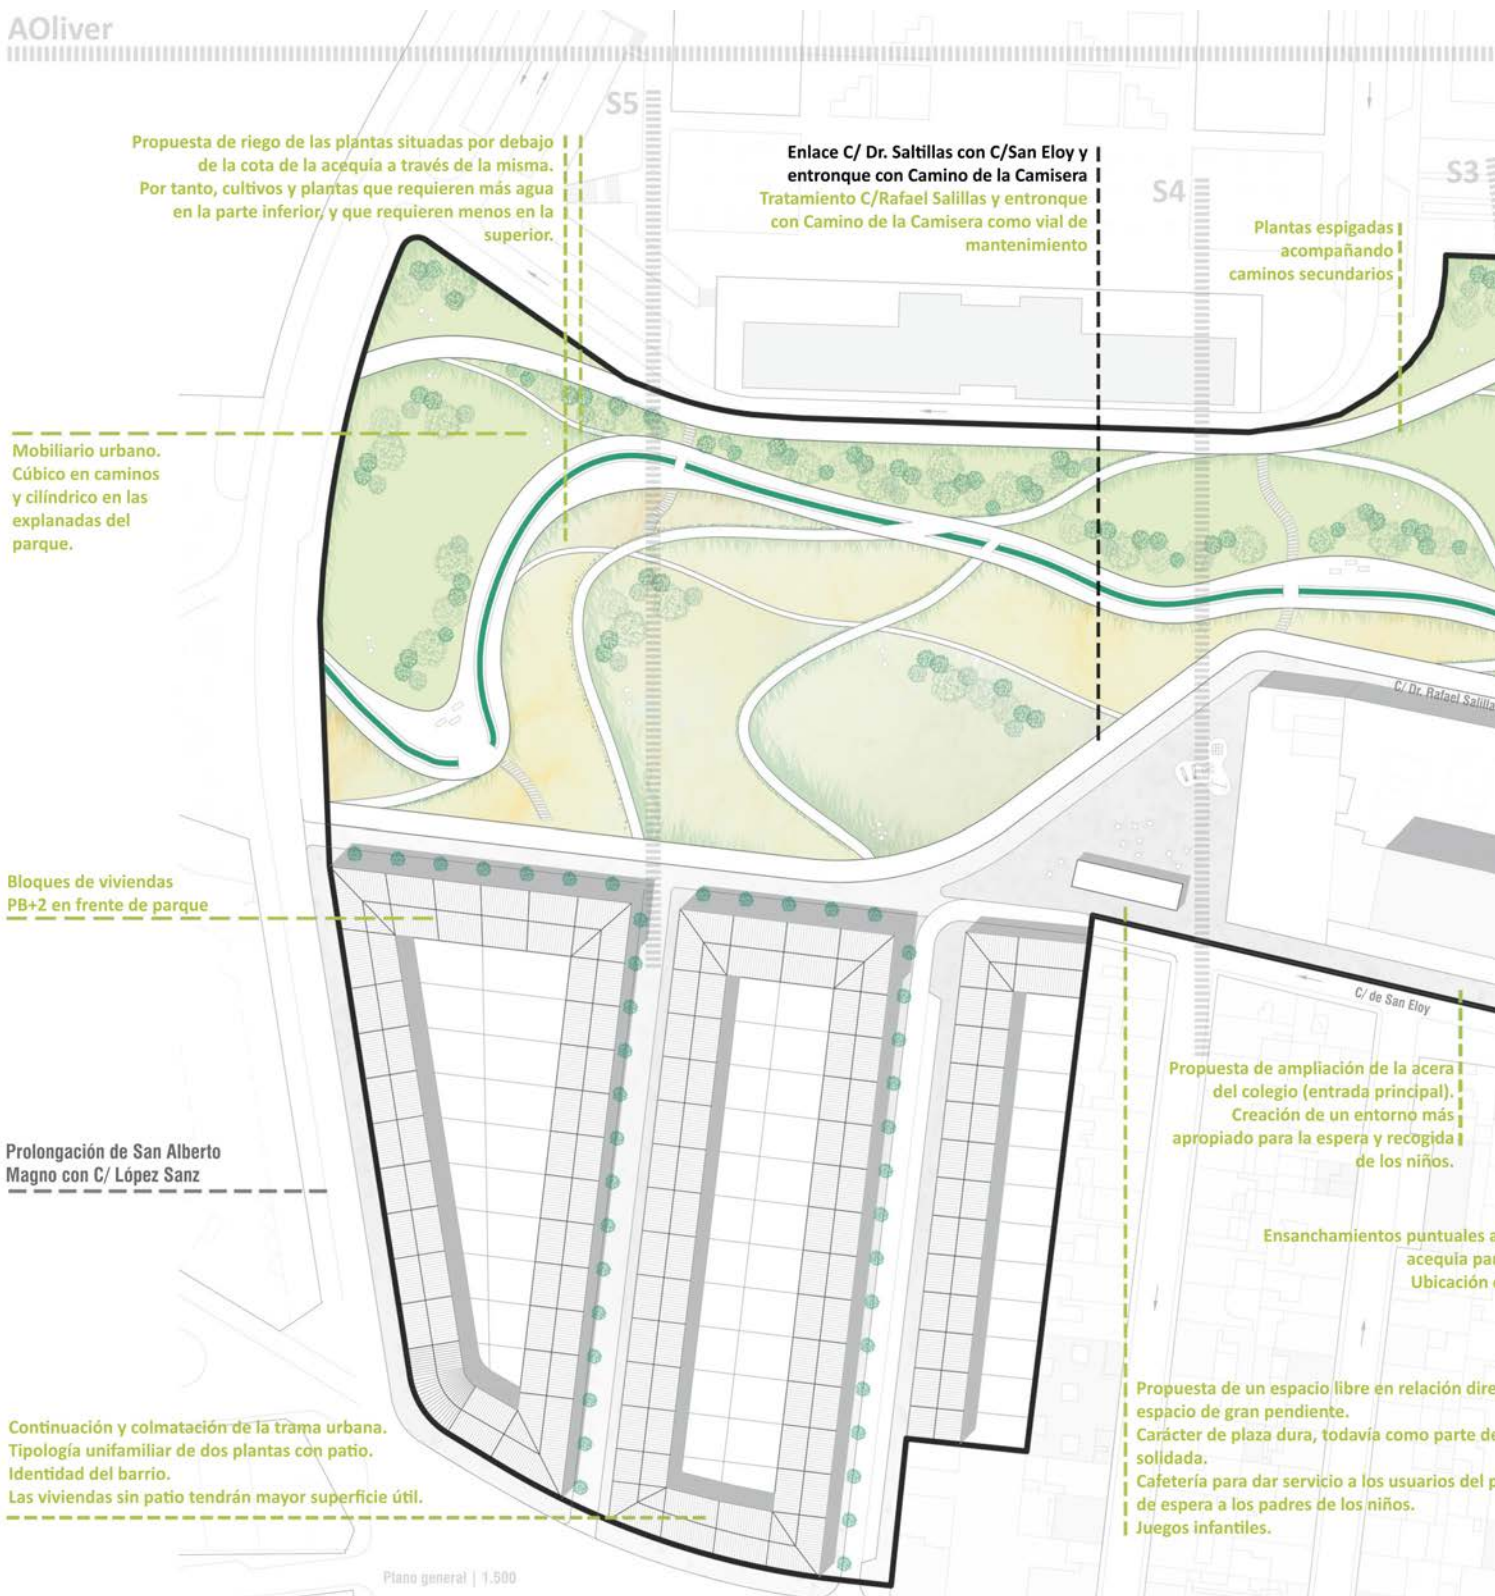 AOliver
S5
S4
S3
Propuesta de riego de las plantas situadas por debajo
de la cota de la acequia a través de la misma.
Por tanto, cultivos y plantas que requieren más agua
en la parte inferior, y que requieren menos en la
superior.
Enlace C/ Dr. Saltillas con C/San Eloy y
entronque con Camino de la Camisera
Tratamiento C/Rafael Salillas y entronque
con Camino de la Camisera como vial de
mantenimiento
Plantas espigadas
acompañando
caminos secundarios
Mobiliario urbano.
Cúbico en caminos
y cilíndrico en las
explanadas del
parque.
C/ Dr. Rafael Salilla
Bloques de viviendas
PB+2 en frente de parque
C/ de San Eloy
Propuesta de ampliación de la acera
del colegio (entrada principal).
Creación de un entorno más
apropiado para la espera y recogida
de los niños.
Prolongación de San Alberto
Magno con C/ López Sanz
Ensanchamientos puntuales a
acequia par
Ubicación
Continuación y colmatación de la trama urbana.
Tipología unifamiliar de dos plantas con patio.
Identidad del barrio.
Las viviendas sin patio tendrán mayor superficie útil.
Propuesta de un espacio libre en relación dire
espacio de gran pendiente.
Carácter de plaza dura, todavía como parte de
solidada.
Cafetería para dar servicio a los usuarios del p
de espera a los padres de los niños.
Juegos infantiles.
Plano general | 1.500